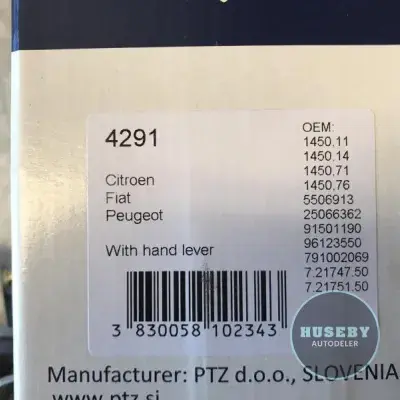 4291
Citroen
Fiat
Peugeot
With hand lever
OEM:
1450,11
1450.14
1450,71
1450,76
5506913
25066362
91501190
96123550
791002069
7.21747.50
7.21751.50
3 830058 102343
HUSEBY
AUTODELER
Manufacturer: PTZ d.o.o., SLOVENIA
www.ptz.si